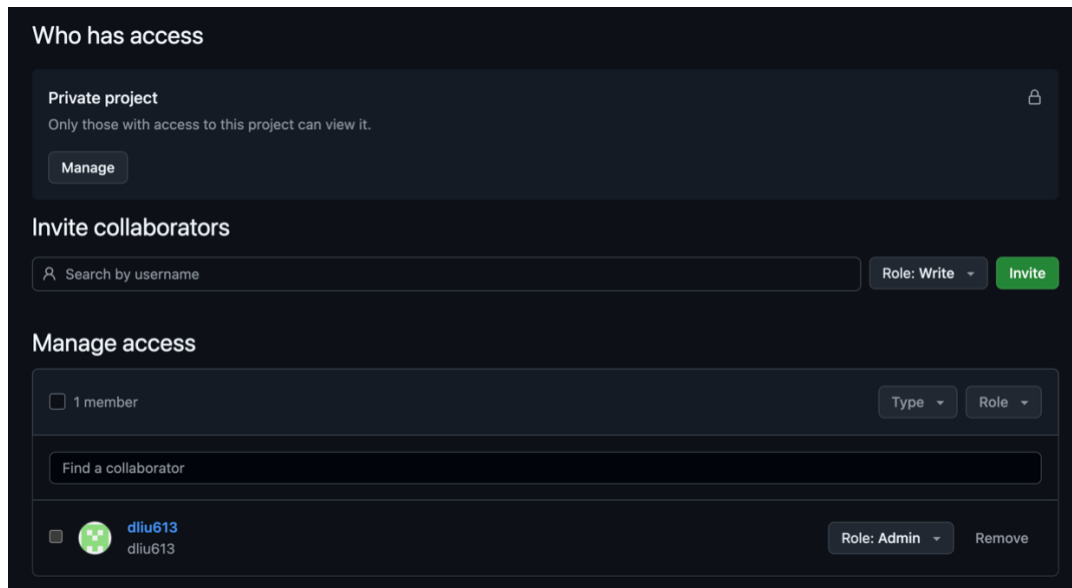 Who has access
Private project
Only those with access to this project can view it.
Manage
Invite collaborators
Search by username
Role: Write
Invite
Manage access
1 member
Type
Role
Find a collaborator
dliu613
dliu613
Role: Admin
Remove